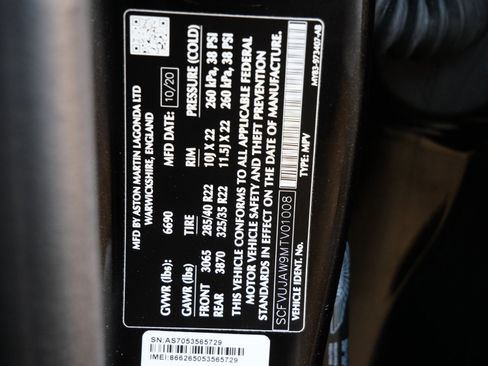 MFD BY ASTON MARTIN LAGONDA LTD
WARWICKSHIRE, ENGLAND
GVWR (lbs): 6690 MFD DATE 10/20
GAWR (lbs): TIRE RIM PRESSURE (COLD)
FRONT 3065 285/40 R22 10J X 22 260 kPa, 38 PSI
REAR 3870 325/35 R22 11.5J X 22 260 kPa, 38 PSI
THIS VEHICLE CONFORMS TO ALL APPLICABLE FEDERAL
MOTOR VEHICLE SAFETY AND THEFT PREVENTION
STANDARDS IN EFFECT ON THE DATE OF MANUFACTURE.
SCFVUJAW9MTV01008
VEHICLE IDENT. No. TYPE: MPV
MY83-973407-AB
SN:AS7053565729
IMEI:866265053565729